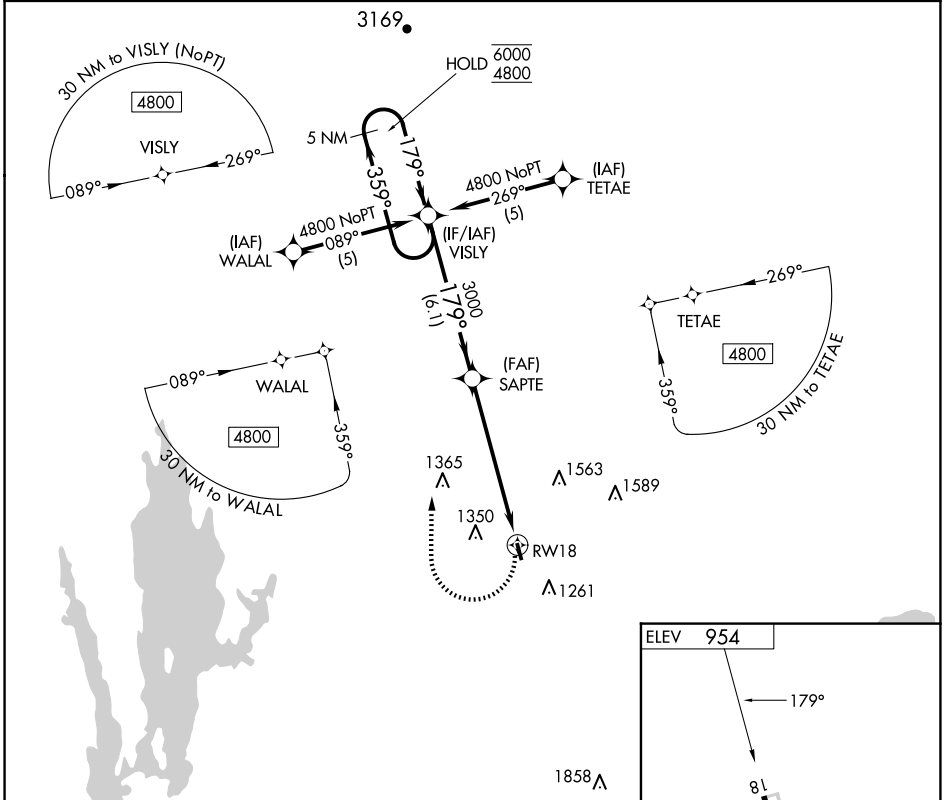 3169
HOLD 6000
4800
30 NM to VISLY (NoPT)
4800
VISLY
089°
269°
5 NM
179°
359°
4800 NoPT
269°
(5)
(IAF)
TETAE
4800 NoPT
089°
(5)
(IAF)
WALAL
(IF/IAF)
VISLY
3000
179°
(6.1)
(FAF)
SAPTE
269°
TETAE
4800
359°
30 NM to TETAE
089°
WALAL
4800
359°
30 NM to WALAL
1365
1563
1589
1350
RW18
1261
1858
ELEV 954
179°
18